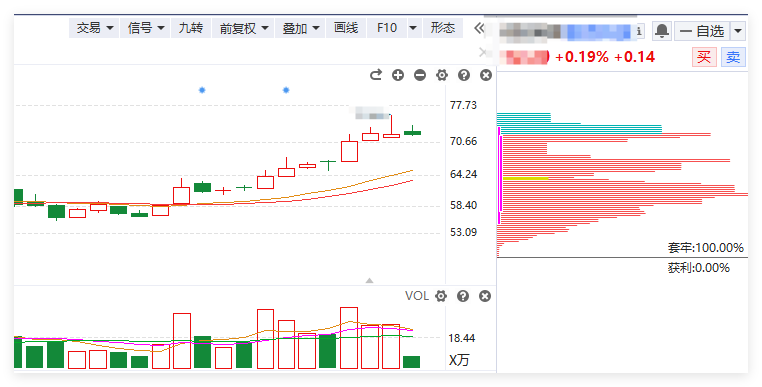 交易 信号 九转 前复权 叠加 画线 F10 形态 自选
+0.19% +0.14 买 卖
77.73
70.66
64.24
58.40
53.09
套牢:100.00%
获利:0.00%
VOL
18.44
X万